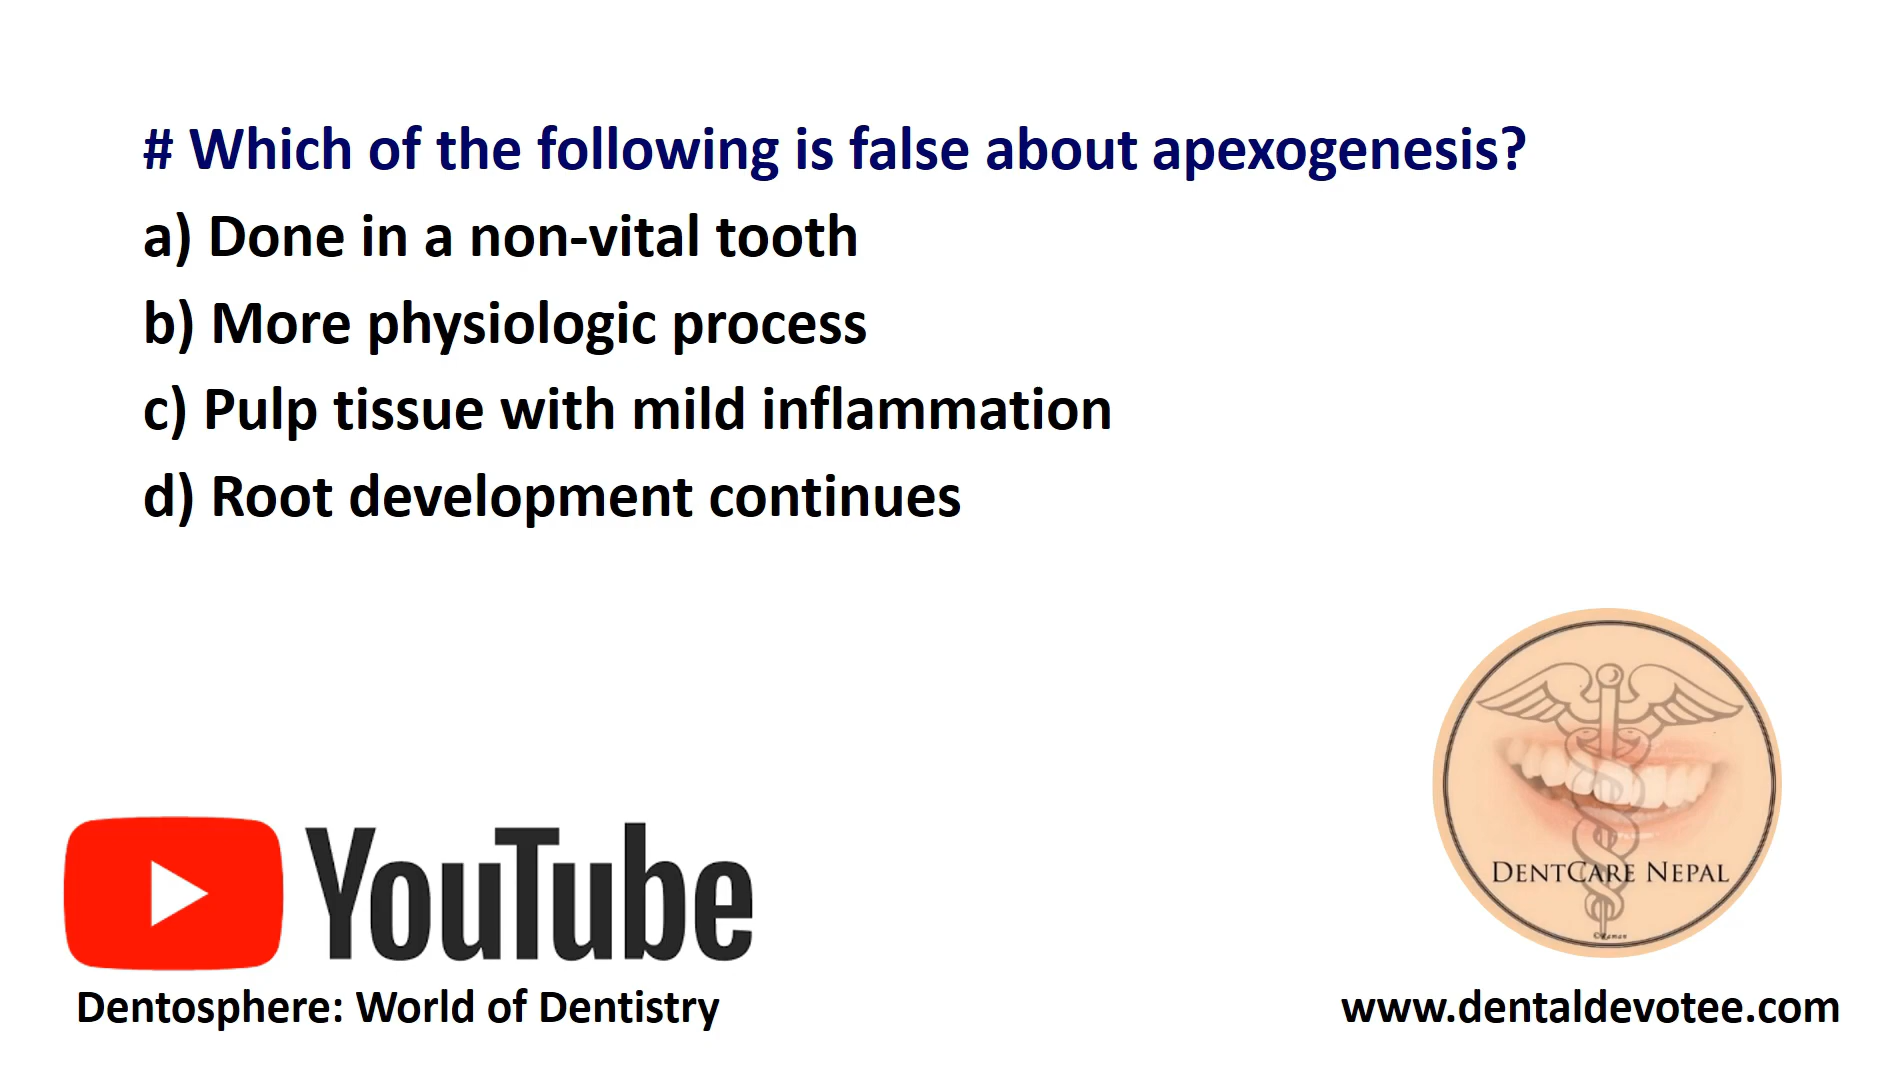 # Which of the following is false about apexogenesis?
a) Done in a non-vital tooth
b) More physiologic process
c) Pulp tissue with mild inflammation
d) Root development continues
DENTCARE NEPAL
YouTube
Dentosphere: World of Dentistry
www.dentaldevotee.com